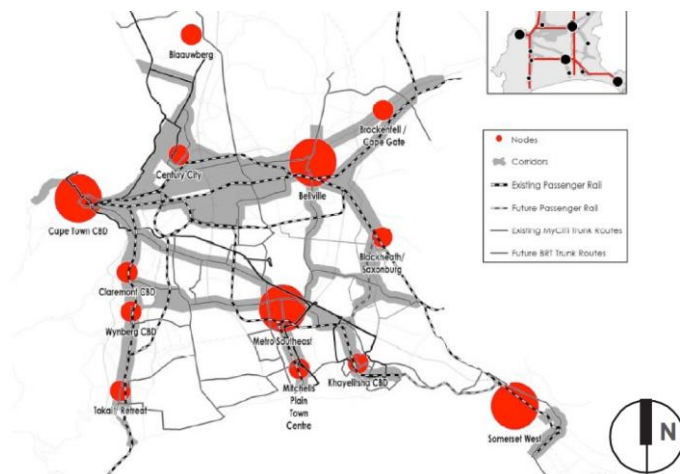 Blaauwberg
Brackenfell /
Cape Gate
Century City
Bellville
Cape Town CBD
Blackheath/
Saxonburg
Claremont CBD
Wynberg CBD
Metro Southeast
Khayelitsha CBD
Mitchells
Plain
Town
Centre
Tokai/ Retreat
Somerset West
Nodes
Corridors
Existing Passenger Rail
Future Passenger Rail
Existing MyCiTi Trunk Routes
Future BRT Trunk Routes
N